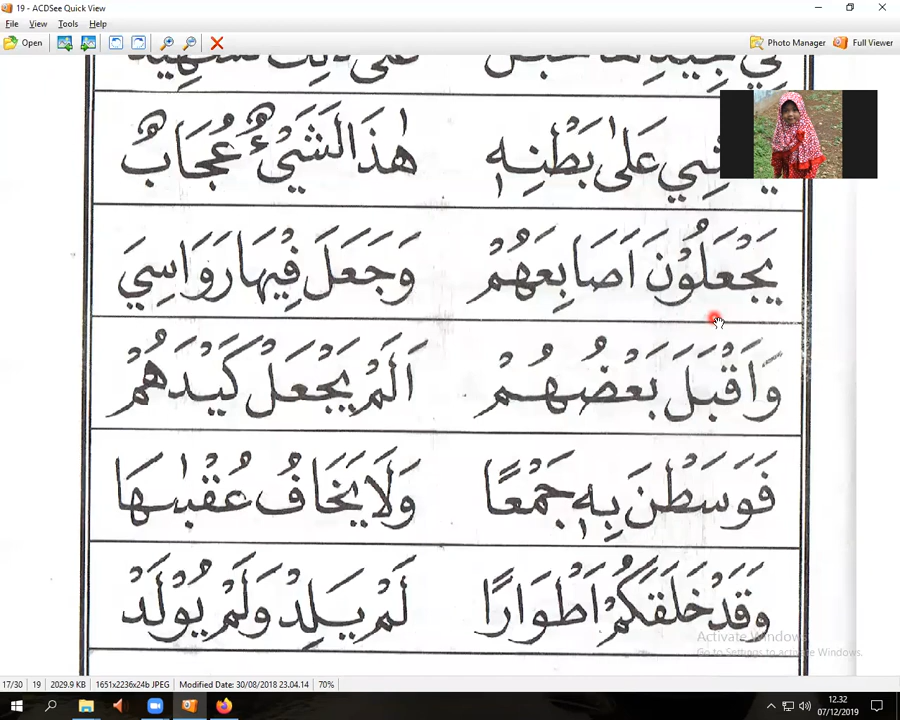 19 - ACDSee Quick View
File View Tools Help
Open Photo Manager Full Viewer
عَلَىٰ بَطْنِهٖ هٰذَا لَشَيْءٌ عُجَابٌ
يَجْعَلُوْنَ اَصَابِعَهُمْ وَجَعَلَ فِيْهَا رَوَاسِيَ
وَاَقْبَلَ بَعْضُهُمْ اَلَمْ يَجْعَلْ كَيْدَهُمْ
فَوَسَطْنَ بِهٖ جَمْعًا وَلَا يَخَافُ عُقْبٰهَا
وَقَدْ خَلَقَكُمْ اَطْوَارًا لَمْ يَلِدْ وَلَمْ يُوْلَدْ
Activate Windows
Go to Settings to activate Windows.
17/30 19 2029.9 KB 1651x2236x24b JPEG Modified Date: 30/08/2018 23.04.14 70%
12.32
07/12/2019